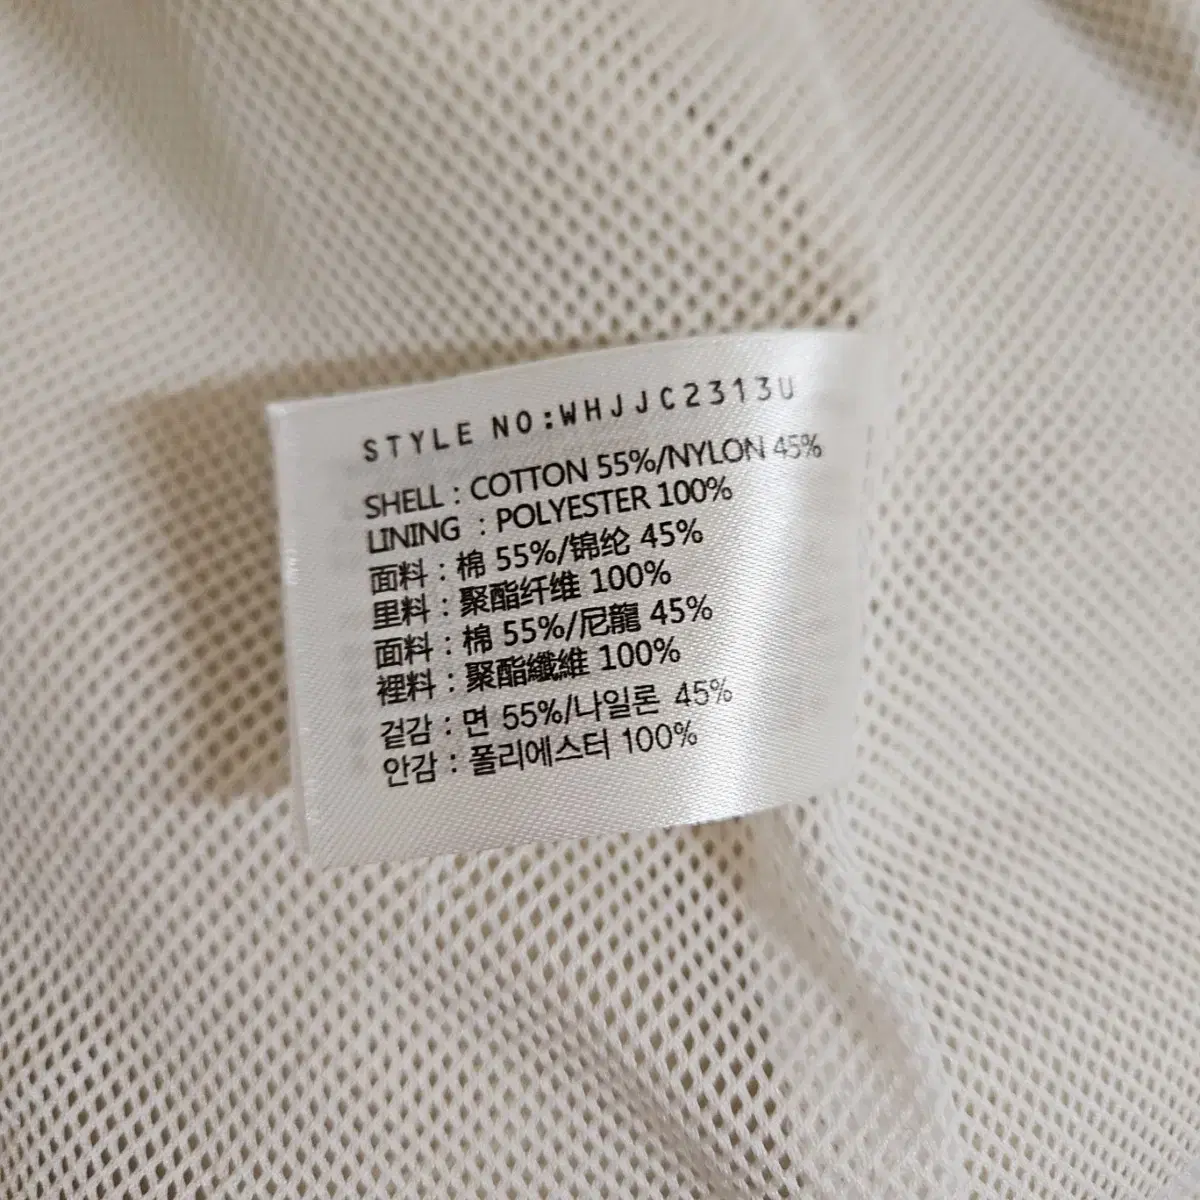 STYLE NO:WHJJC2313U
SHELL : COTTON 55%/NYLON 45%
LINING : POLYESTER 100%
面料 : 棉 55%/锦纶 45%
里料 : 聚酯纤维 100%
面料 : 棉 55%/尼龍 45%
裡料 : 聚酯纖維 100%
겉감 : 면 55%/나일론 45%
안감 : 폴리에스터 100%